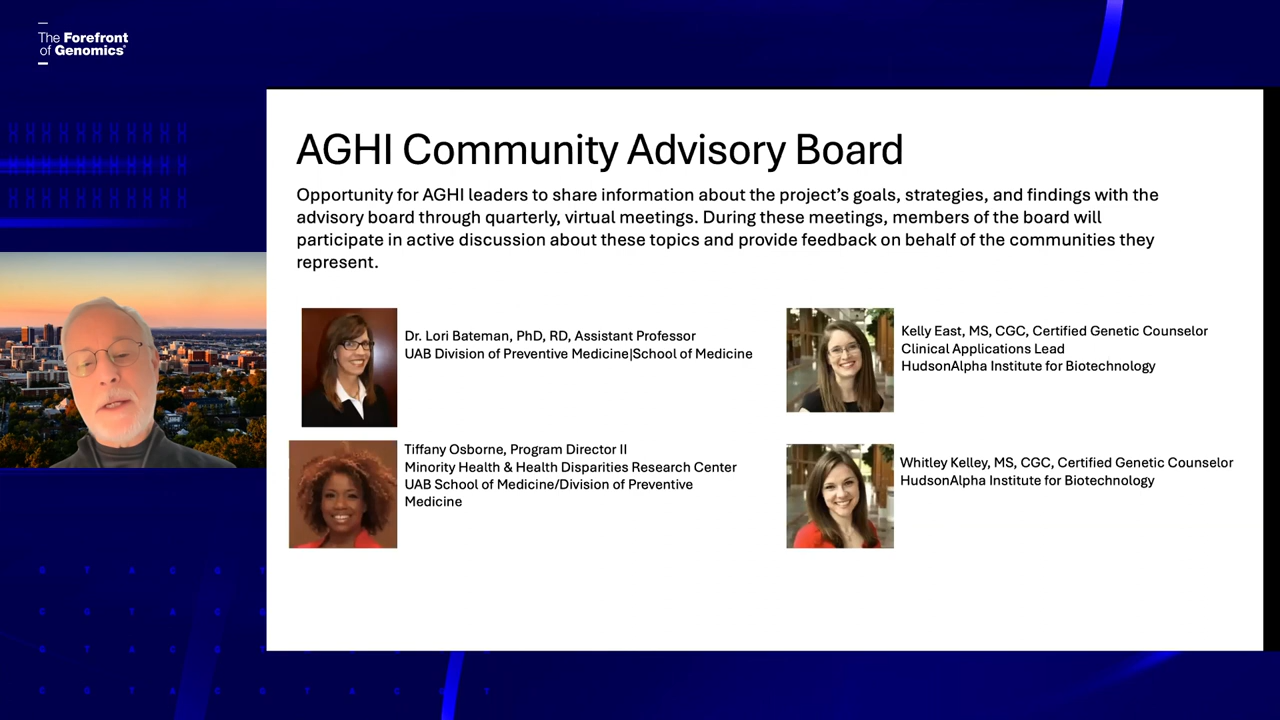 The Forefront
of Genomics®
AGHI Community Advisory Board
Opportunity for AGHI leaders to share information about the project's goals, strategies, and findings with the
advisory board through quarterly, virtual meetings. During these meetings, members of the board will
participate in active discussion about these topics and provide feedback on behalf of the communities they
represent.
Dr. Lori Bateman, PhD, RD, Assistant Professor
UAB Division of Preventive Medicine|School of Medicine
Kelly East, MS, CGC, Certified Genetic Counselor
Clinical Applications Lead
HudsonAlpha Institute for Biotechnology
Tiffany Osborne, Program Director II
Minority Health & Health Disparities Research Center
UAB School of Medicine/Division of Preventive
Medicine
Whitley Kelley, MS, CGC, Certified Genetic Counselor
HudsonAlpha Institute for Biotechnology